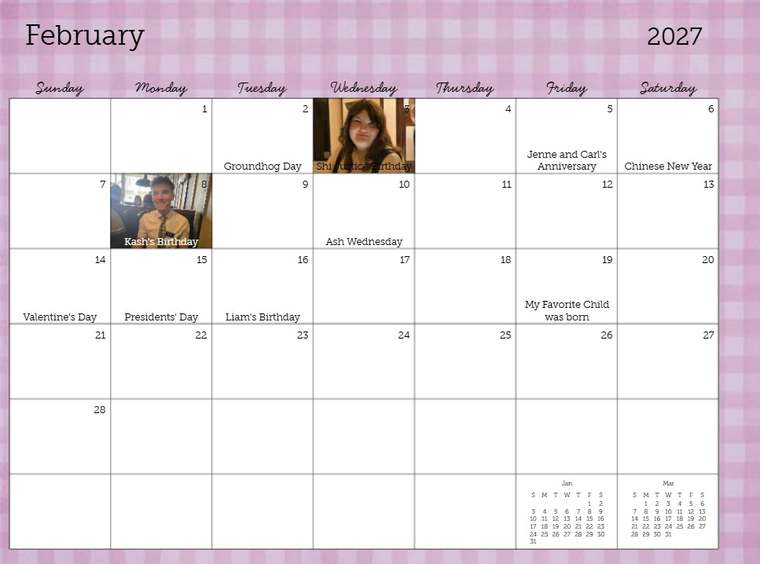 February
2027
Sunday Monday Tuesday Wednesday Thursday Friday Saturday
1 2 3 4 5 6
Groundhog Day
Birthday
Jenne and Carl's
Anniversary
Chinese New Year
7 8 9 10 11 12 13
Kash's Birthday
Ash Wednesday
14 15 16 17 18 19 20
Valentine's Day
Presidents' Day
Liam's Birthday
My Favorite Child
was born
21 22 23 24 25 26 27
28
Jan
S M T W T F S
1 2
3 4 5 6 7 8 9
10 11 12 13 14 15 16
17 18 19 20 21 22 23
24 25 26 27 28 29 30
31
Mar
S M T W T F S
1 2 3 4 5 6
7 8 9 10 11 12 13
14 15 16 17 18 19 20
21 22 23 24 25 26 27
28 29 30 31